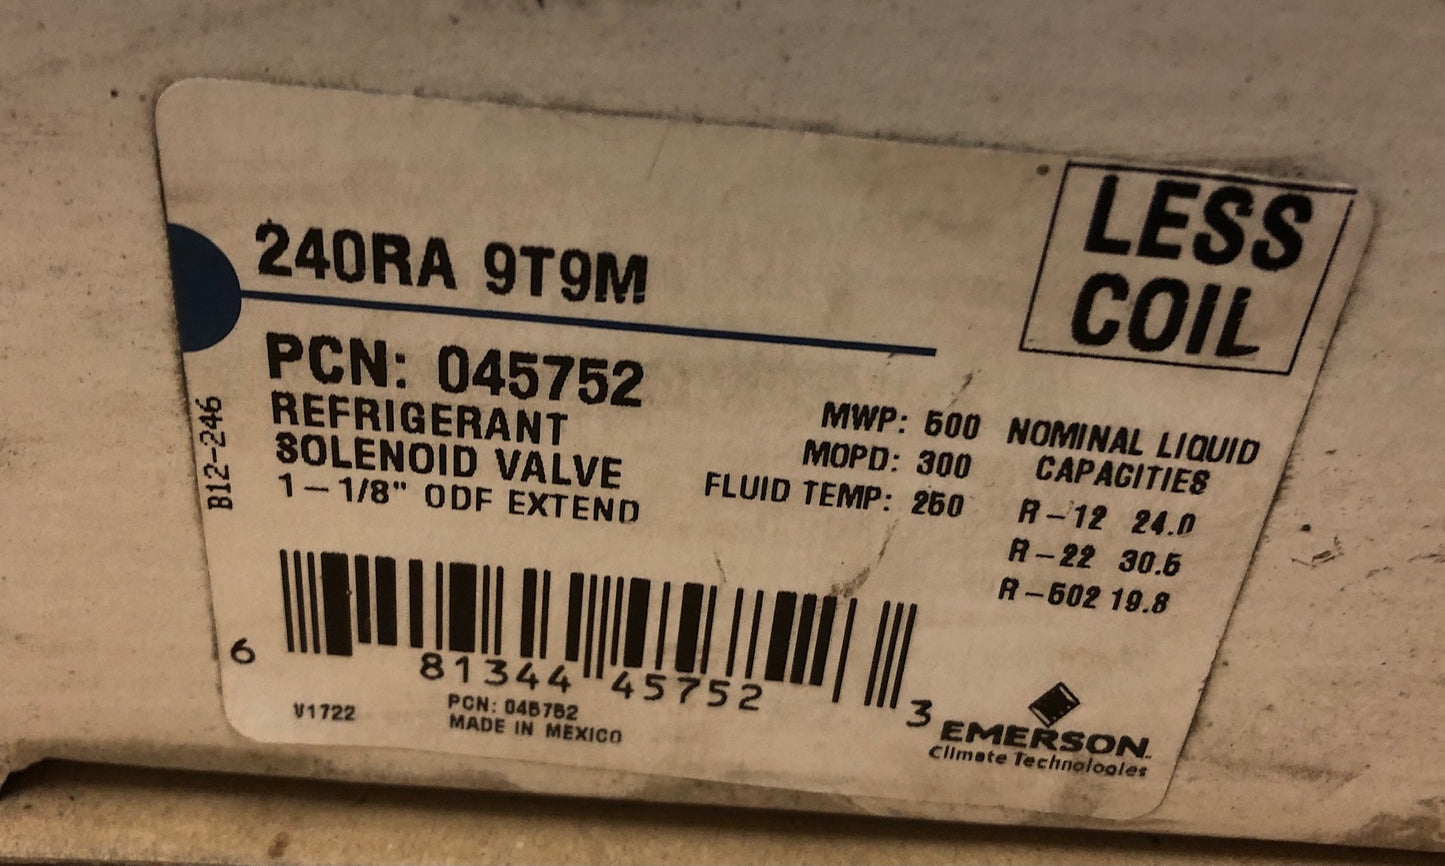 LESS
COIL
240RA 9T9M
PCN: 045752
REFRIGERANT
SOLENOID VALVE
1-1/8" ODF EXTEND
B12-246
MWP: 500
MOPD: 300
FLUID TEMP: 250
NOMINAL LIQUID
CAPACITIES
R-12 24.0
R-22 30.5
R-502 19.8
6 81344 45752 3
V1722
PCN: 045752
MADE IN MEXICO
EMERSON
Climate Technologies